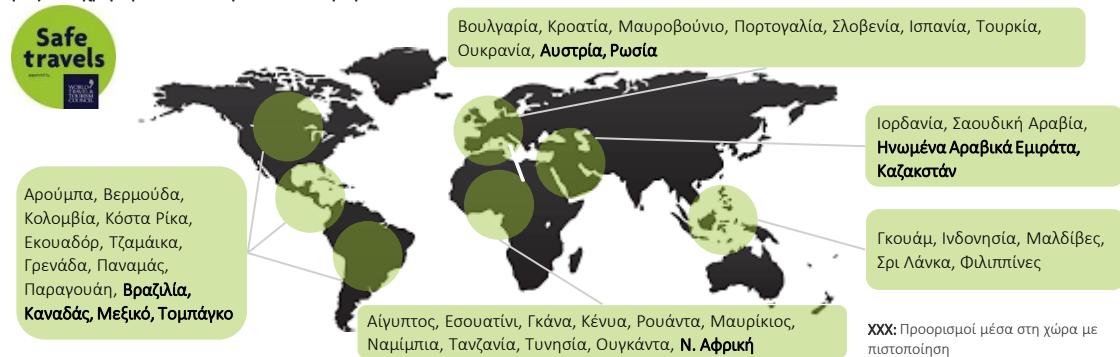 Safe
travels
WORLD
TRAVEL &
TOURISM
COUNCIL
Βουλγαρία, Κροατία, Μαυροβούνιο, Πορτογαλία, Σλοβενία, Ισπανία, Τουρκία,
Ουκρανία, Αυστρία, Ρωσία
Ιορδανία, Σαουδική Αραβία,
Ηνωμένα Αραβικά Εμιράτα,
Καζακστάν
Αρούμπα, Βερμούδα,
Κολομβία, Κόστα Ρίκα,
Εκουαδόρ, Τζαμάικα,
Γρενάδα, Παναμάς,
Παραγουάη, Βραζιλία,
Καναδάς, Μεξικό, Τομπάγκο
Γκουάμ, Ινδονησία, Μαλδίβες,
Σρι Λάνκα, Φιλιππίνες
Αίγυπτος, Εσουατίνι, Γκάνα, Κένυα, Ρουάντα, Μαυρίκιος,
Ναμίμπια, Τανζανία, Τυνησία, Ουγκάντα, Ν. Αφρική
XXX: Προορισμοί μέσα στη χώρα με
πιστοποίηση